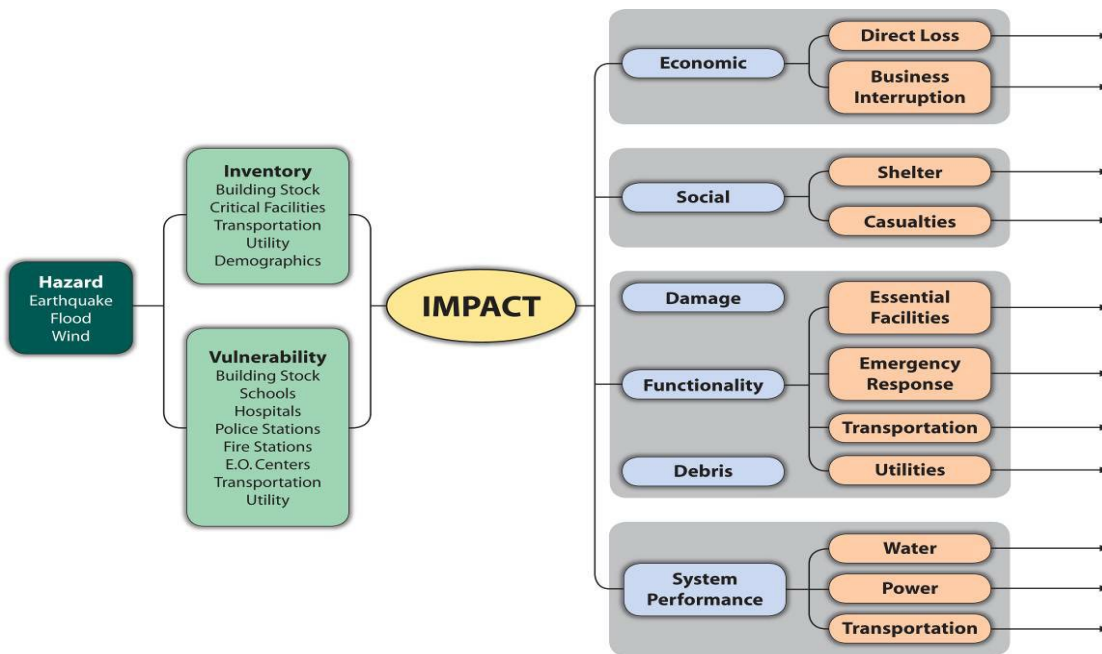 Hazard
Earthquake
Flood
Wind
Inventory
Building Stock
Critical Facilities
Transportation
Utility
Demographics
Vulnerability
Building Stock
Schools
Hospitals
Police Stations
Fire Stations
E.O. Centers
Transportation
Utility
IMPACT
Economic
Direct Loss
Business
Interruption
Social
Shelter
Casualties
Damage
Functionality
Debris
Essential
Facilities
Emergency
Response
Transportation
Utilities
System
Performance
Water
Power
Transportation